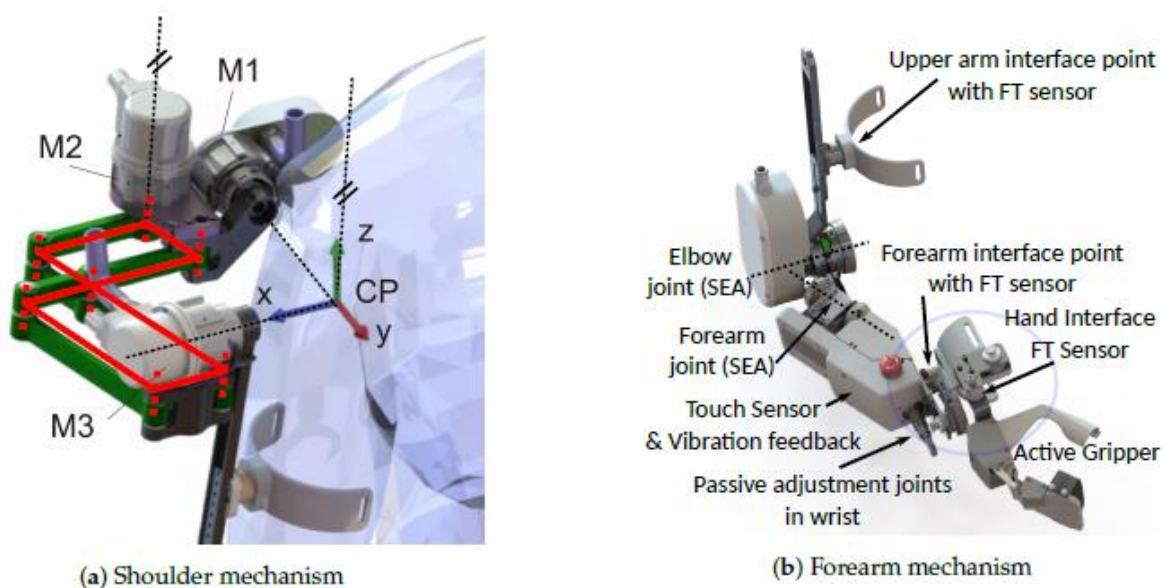 M1
M2
z
x
CP
y
M3
(a) Shoulder mechanism
Upper arm interface point
with FT sensor
Elbow
joint (SEA)
Forearm interface point
with FT sensor
Forearm
joint (SEA)
Hand Interface
FT Sensor
Touch Sensor
& Vibration feedback
Active Gripper
Passive adjustment joints
in wrist
(b) Forearm mechanism